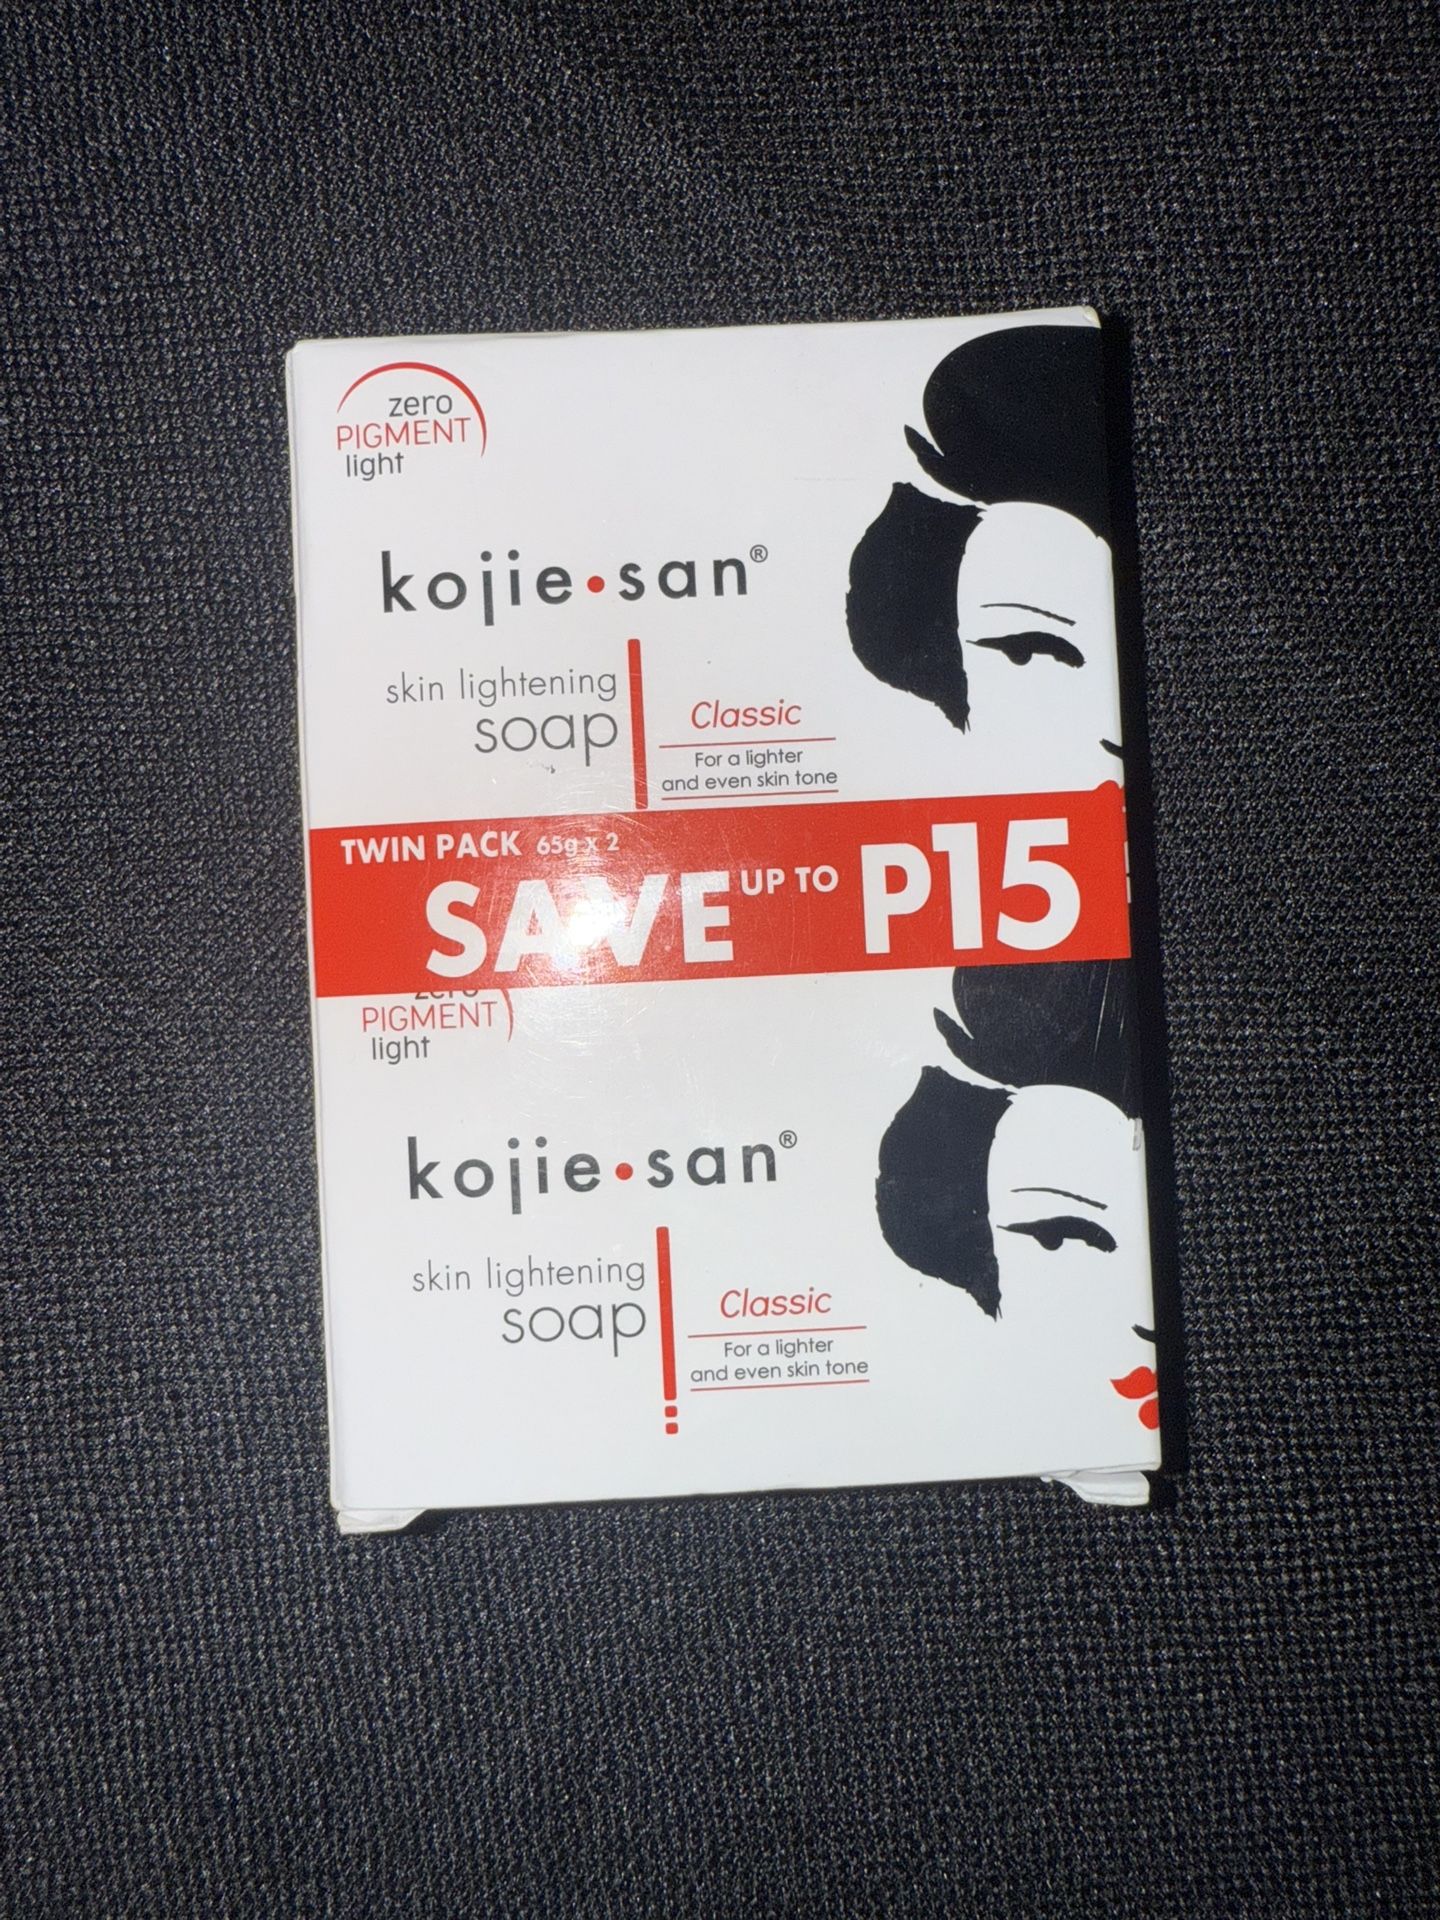 zero
PIGMENT
light
kojie•san®
skin lightening
soap
Classic
For a lighter
and even skin tone
TWIN PACK 65g x 2
SAVE UP TO P15
zero
PIGMENT
light
kojie•san®
skin lightening
soap
Classic
For a lighter
and even skin tone